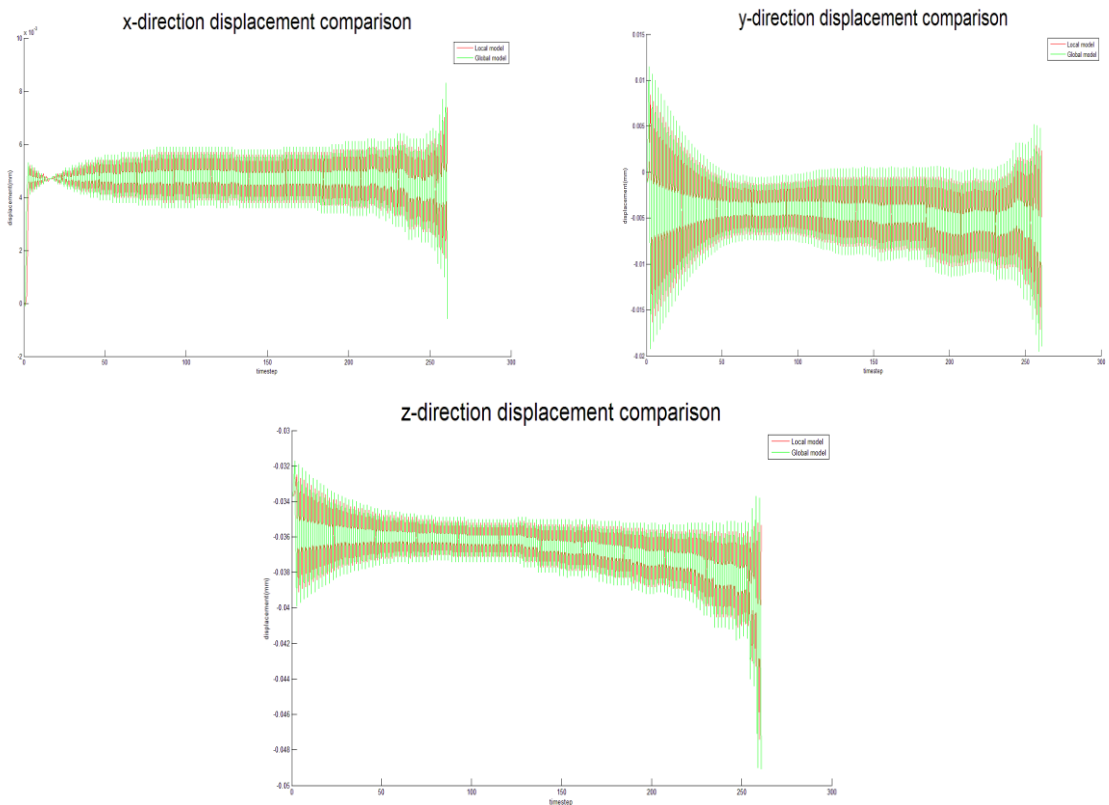 x-direction displacement comparison
x 10⁻³
10
8
6
4
2
0
-2
displacement(mm)
0 50 100 150 200 250 300
timestep
Local model
Global model
y-direction displacement comparison
0.015
0.01
0.005
0
-0.005
-0.01
-0.015
-0.02
displacement(mm)
0 50 100 150 200 250 300
timestep
Local model
Global model
z-direction displacement comparison
-0.03
-0.032
-0.034
-0.036
-0.038
-0.04
-0.042
-0.044
-0.046
-0.048
-0.05
displacement(mm)
0 50 100 150 200 250 300
timestep
Local model
Global model